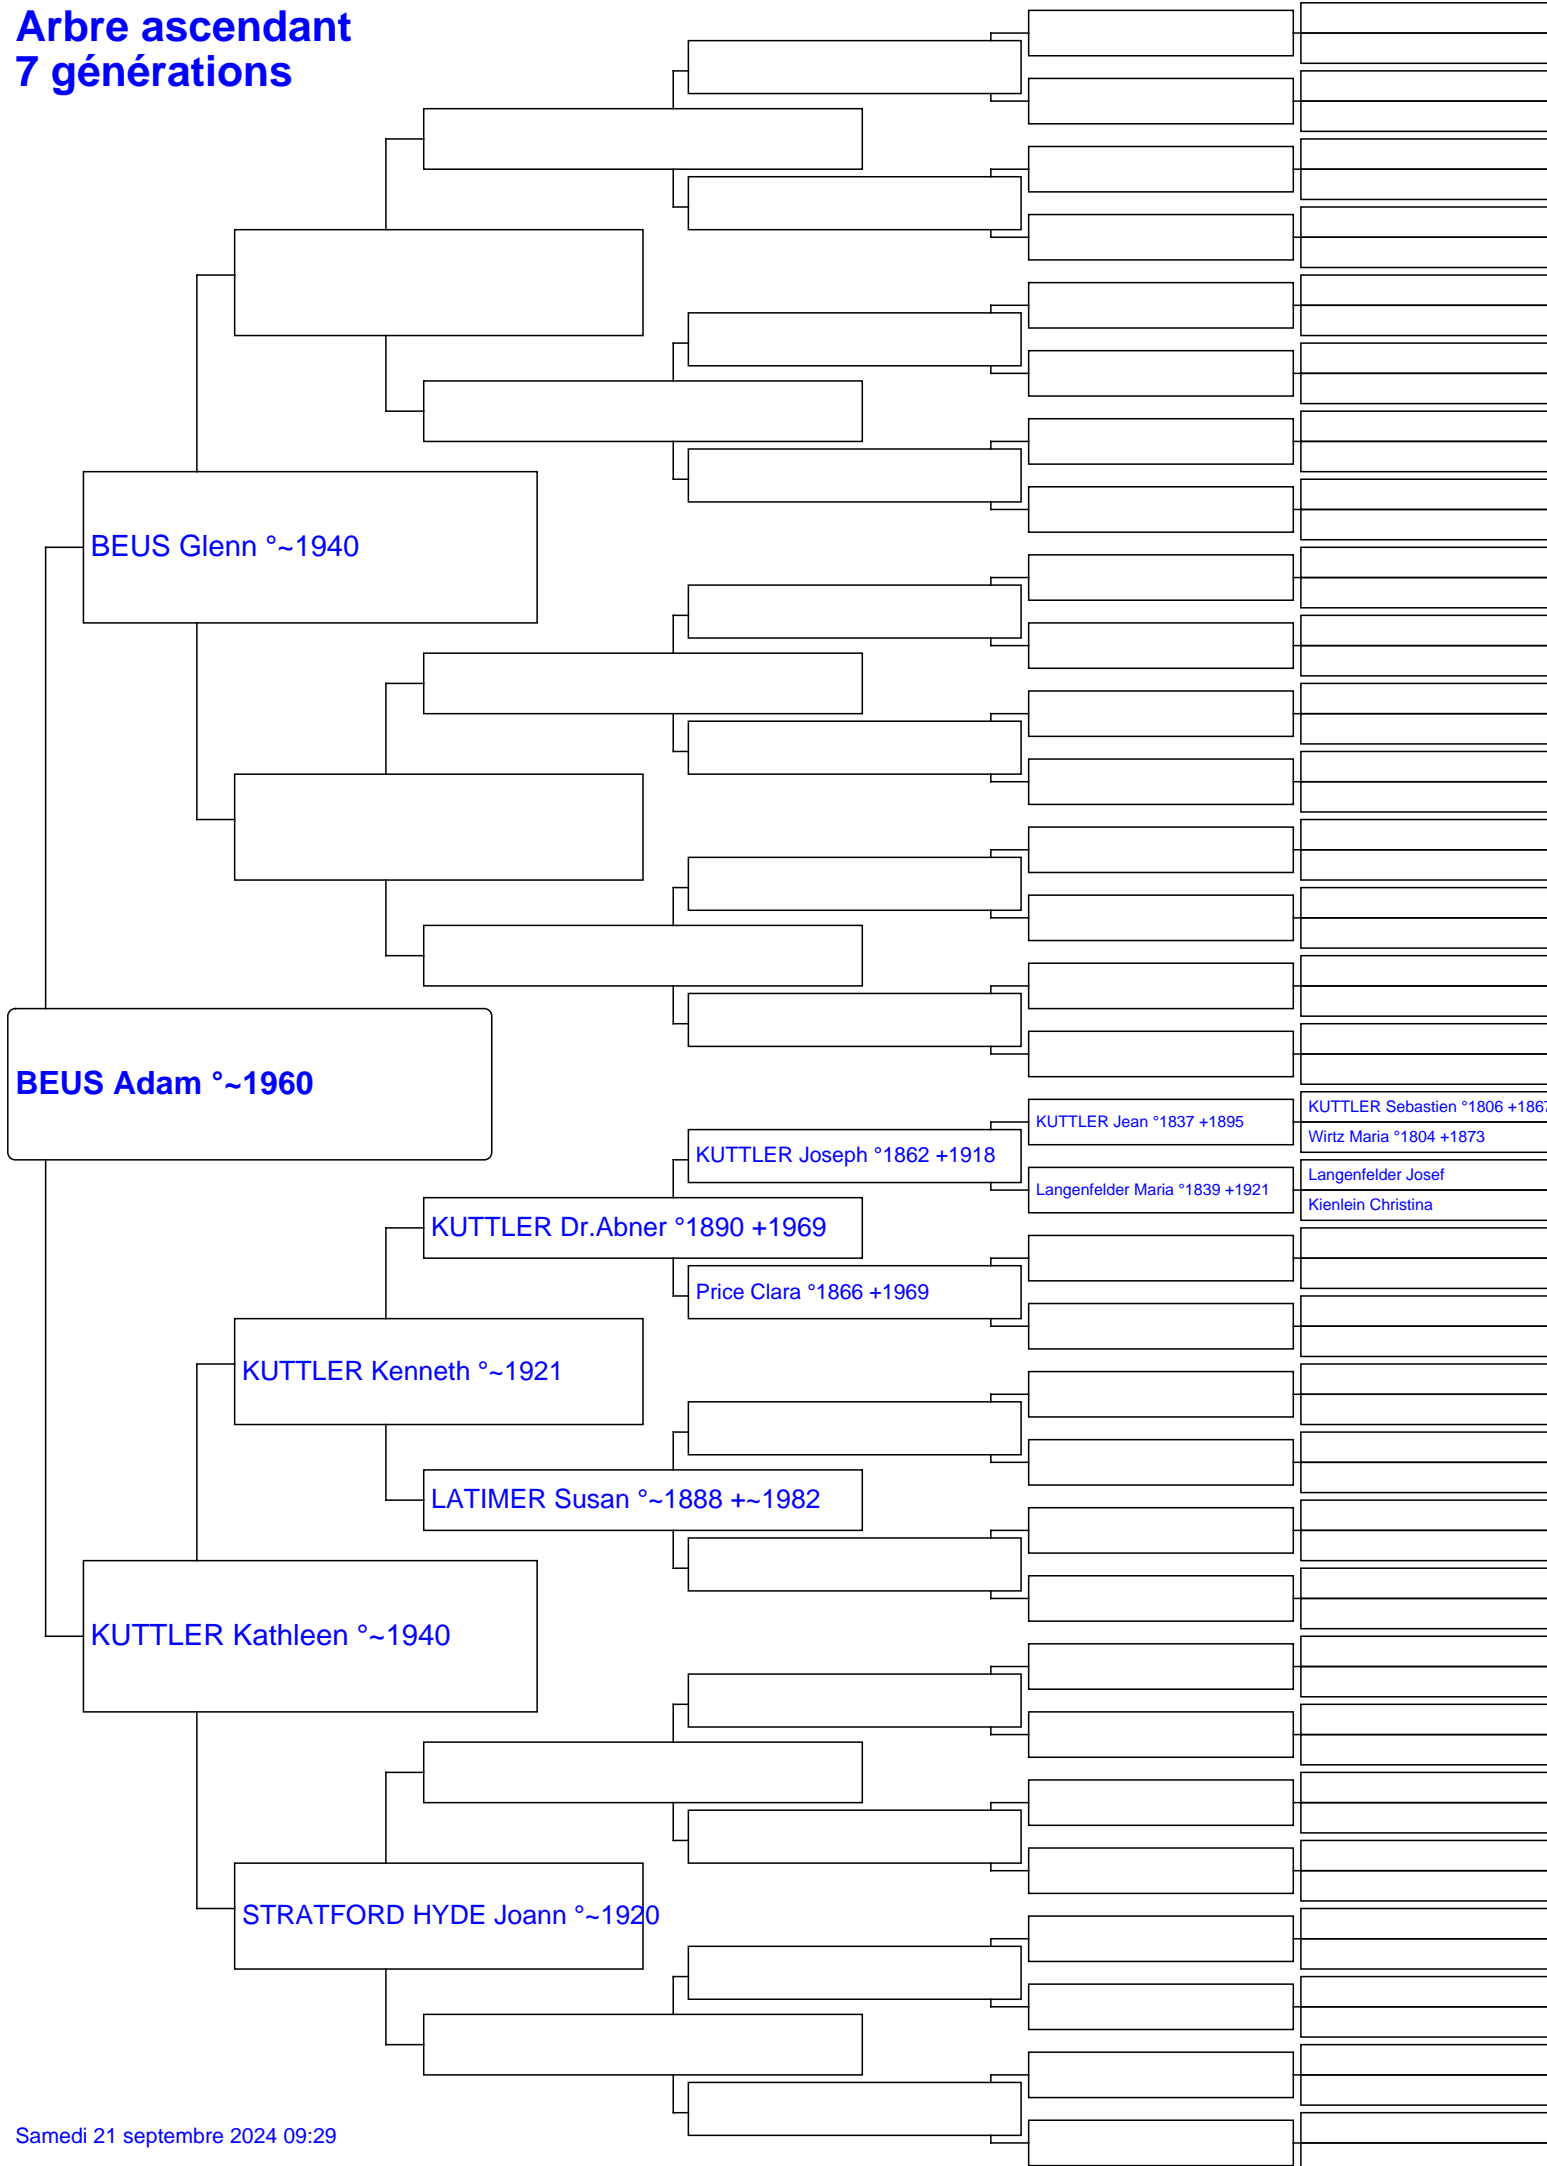 Arbre ascendant
7 générations
BEUS Glenn °~1940
BEUS Adam °~1960
KUTTLER Sebastien °1806 +1867
KUTTLER Jean °1837 +1895
Wirtz Maria °1804 +1873
KUTTLER Joseph °1862 +1918
Langenfelder Josef
Langenfelder Maria °1839 +1921
Kienlein Christina
KUTTLER Dr.Abner °1890 +1969
Price Clara °1866 +1969
KUTTLER Kenneth °~1921
LATIMER Susan °~1888 +~1982
KUTTLER Kathleen °~1940
STRATFORD HYDE Joann °~1920
Samedi 21 septembre 2024 09:29